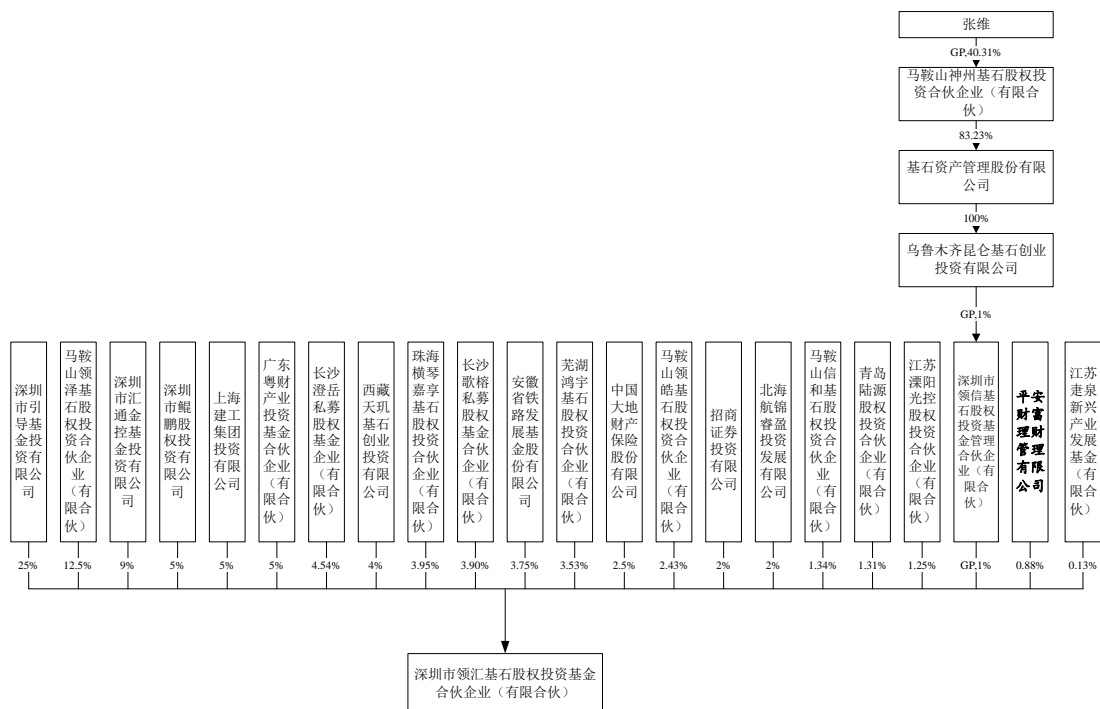 张维
GP,40.31%
马鞍山神州基石股权投
资合伙企业（有限合
伙）
83.23%
基石资产管理股份有限
公司
100%
乌鲁木齐昆仑基石创业
投资有限公司
GP,1%
深圳市引导基金投资有限公司
马鞍山领泽基石股权投资合伙企业（有限合伙）
深圳市汇通金控基金投资有限公司
深圳市鲲鹏股权投资有限公司
上海建工集团投资有限公司
广东粤财产业投资基金合伙企业（有限合伙）
长沙澄岳私募股权基金企业（有限合伙）
西藏天玑基石创业投资有限公司
珠海横琴嘉享基石股权投资合伙企业（有限合伙）
长沙歌榕私募股权基金合伙企业（有限合伙）
安徽省铁路发展基金股份有限公司
芜湖鸿宇基石股权投资合伙企业（有限合伙）
中国大地财产保险股份有限公司
马鞍山领皓基石股权投资合伙企业（有限合伙）
招商证券投资有限公司
北海航锦睿盈投资发展有限公司
马鞍山信和基石股权投资合伙企业（有限合伙）
青岛陆源股权投资合伙企业（有限合伙）
江苏溧阳光控股权投资合伙企业（有限合伙）
深圳市领信基石股权投资基金管理合伙企业（有限合伙）
平安财富理财管理有限公司
江苏疌泉新兴产业发展基金（有限合伙）
25%
12.5%
9%
5%
5%
5%
4.54%
4%
3.95%
3.90%
3.75%
3.53%
2.5%
2.43%
2%
2%
1.34%
1.31%
1.25%
GP,1%
0.88%
0.13%
深圳市领汇基石股权投资基金
合伙企业（有限合伙）